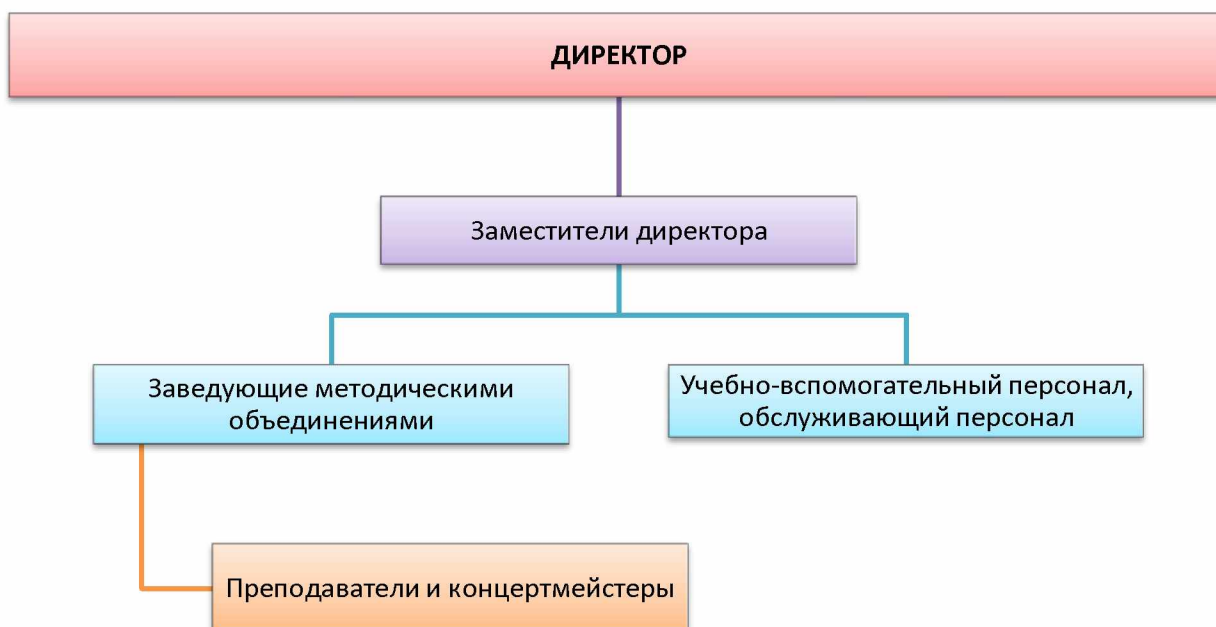 ДИРЕКТОР
Заместители директора
Заведующие методическими
объединениями
Учебно-вспомогательный персонал,
обслуживающий персонал
Преподаватели и концертмейстеры